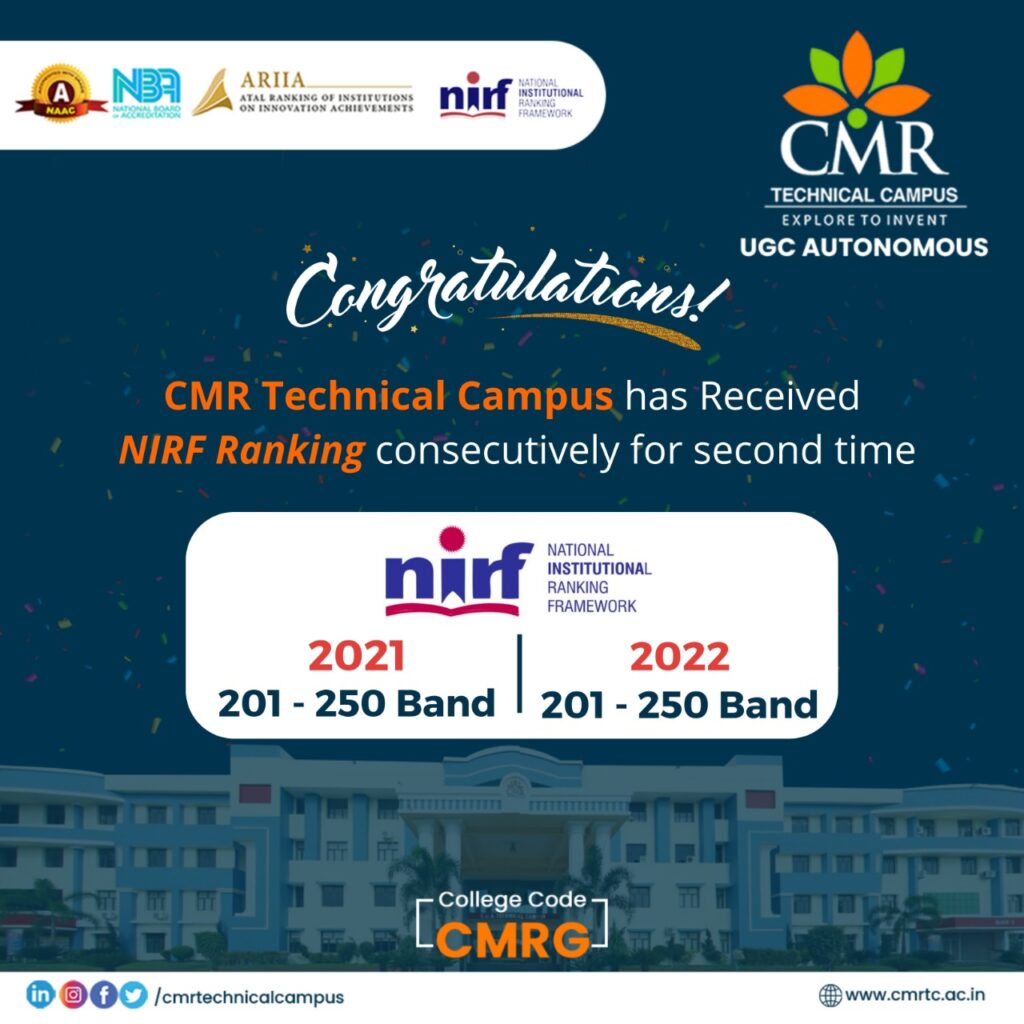 A
NAAC
NBA
NATIONAL BOARD
OF ACCREDITATION
ARIIA
ATAL RANKING OF INSTITUTIONS
ON INNOVATION ACHIEVEMENTS
nirf
NATIONAL
INSTITUTIONAL
RANKING
FRAMEWORK
CMR
TECHNICAL CAMPUS
EXPLORE TO INVENT
UGC AUTONOMOUS
Congratulations!
CMR Technical Campus has Received
NIRF Ranking consecutively for second time
nirf
NATIONAL
INSTITUTIONAL
RANKING
FRAMEWORK
2021
201 - 250 Band
2022
201 - 250 Band
College Code
CMRG
in f /cmrtechnicalcampus
www.cmrtc.ac.in